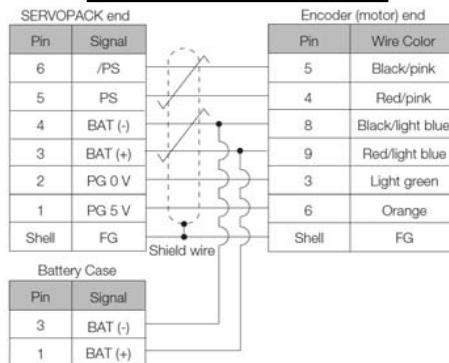 SERVOPACK end
Encoder (motor) end
Pin Signal
Pin Wire Color
6 /PS
5 Black/pink
5 PS
4 Red/pink
4 BAT (-)
8 Black/light blue
3 BAT (+)
9 Red/light blue
2 PG 0 V
3 Light green
1 PG 5 V
6 Orange
Shell FG
Shell FG
Shield wire
Battery Case
Pin Signal
3 BAT (-)
1 BAT (+)